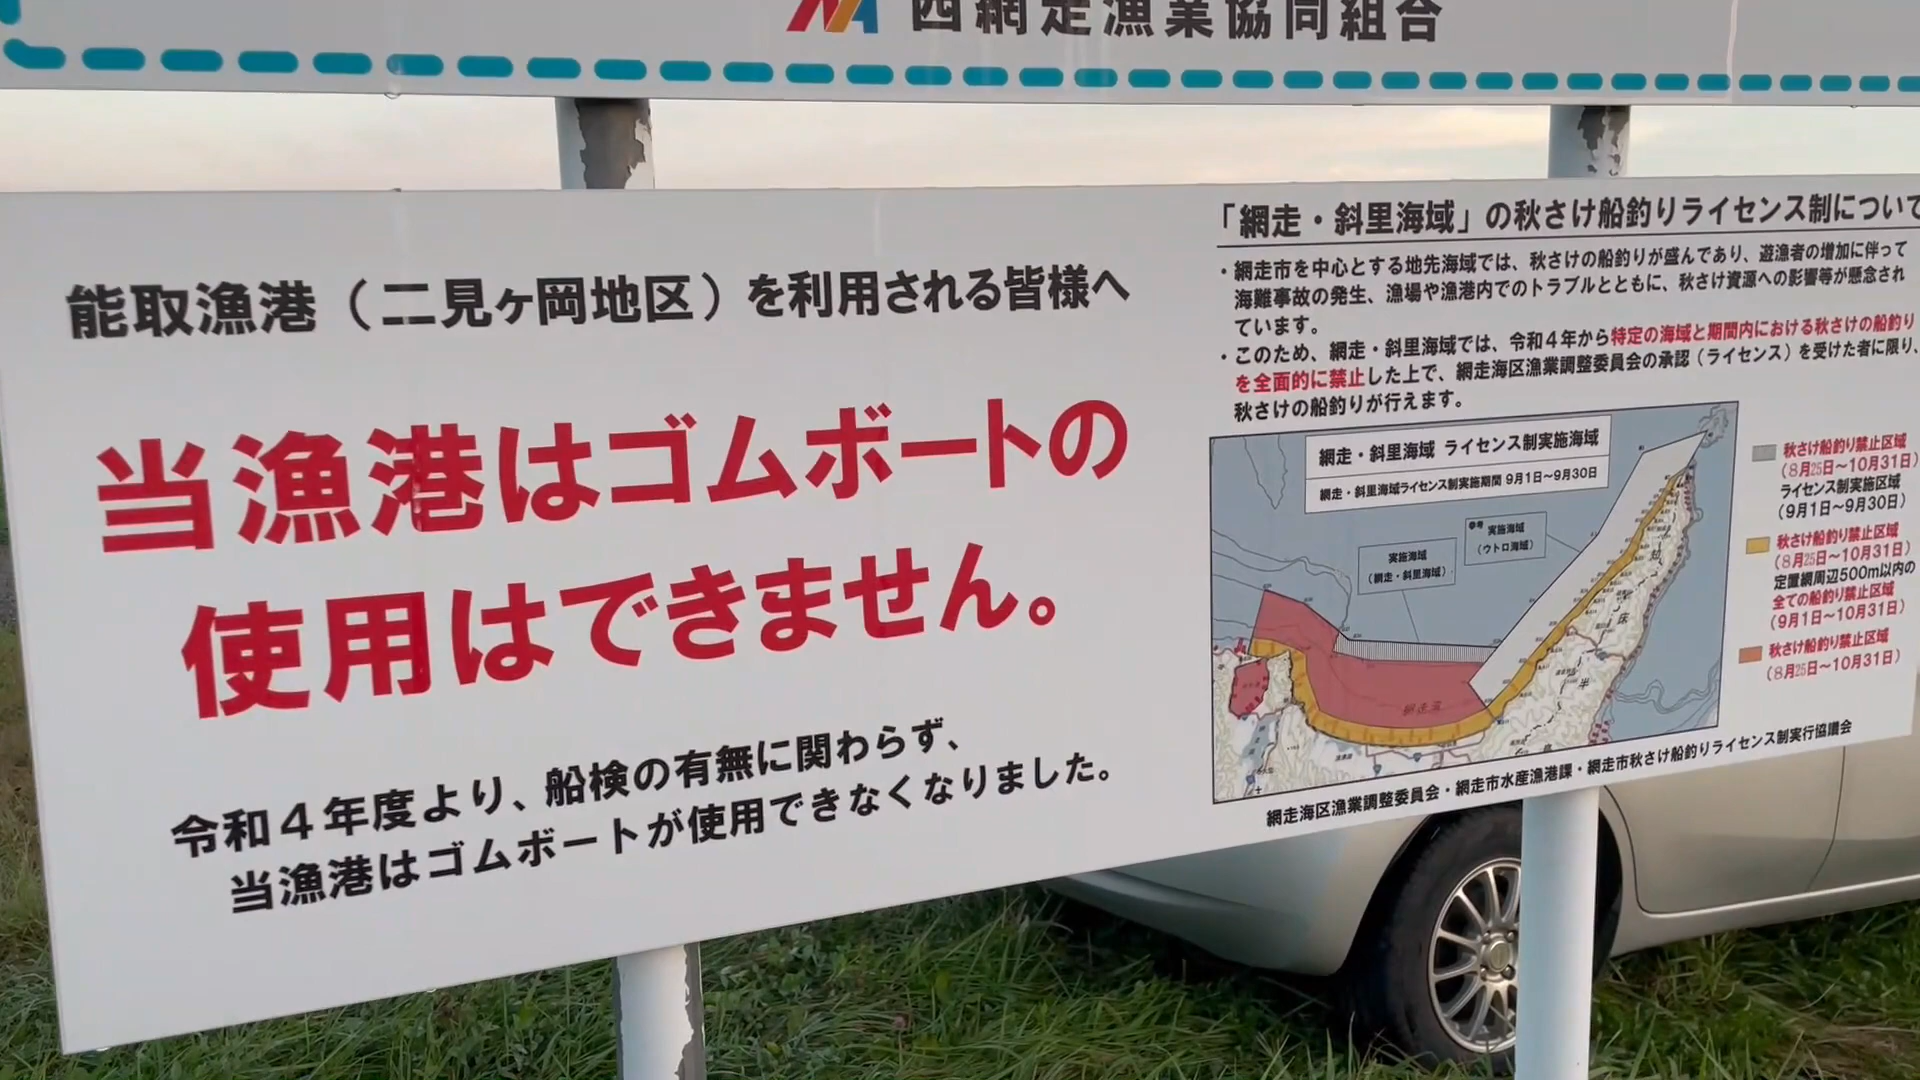 西網走漁業協同組合
能取漁港（二見ヶ岡地区）を利用される皆様へ
当漁港はゴムボートの
使用はできません。
令和４年度より、船検の有無に関わらず、
当漁港はゴムボートが使用できなくなりました。
「網走・斜里海域」の秋さけ船釣りライセンス制について
・網走市を中心とする地先海域では、秋さけの船釣りが盛んであり、遊漁者の増加に伴って
海難事故の発生、漁場や漁港内でのトラブルとともに、秋さけ資源への影響等が懸念され
ています。
・このため、網走・斜里海域では、令和４年から特定の海域と期間内における秋さけの船釣り
を全面的に禁止した上で、網走海区漁業調整委員会の承認（ライセンス）を受けた者に限り、
秋さけの船釣りが行えます。
網走・斜里海域 ライセンス制実施海域
網走・斜里海域ライセンス制実施期間 9月1日～9月30日
参考 実施海域
（ウトロ海域）
実施海域
（網走・斜里海域）
知
床
半
島
網走湾
秋さけ船釣り禁止区域
（8月25日～10月31日）
ライセンス制実施区域
（9月1日～9月30日）
秋さけ船釣り禁止区域
（8月25日～10月31日）
定置網周辺500m以内の
全ての船釣り禁止区域
（9月1日～10月31日）
秋さけ船釣り禁止区域
（8月25日～10月31日）
網走海区漁業調整委員会・網走市水産漁港課・網走市秋さけ船釣りライセンス制実行協議会